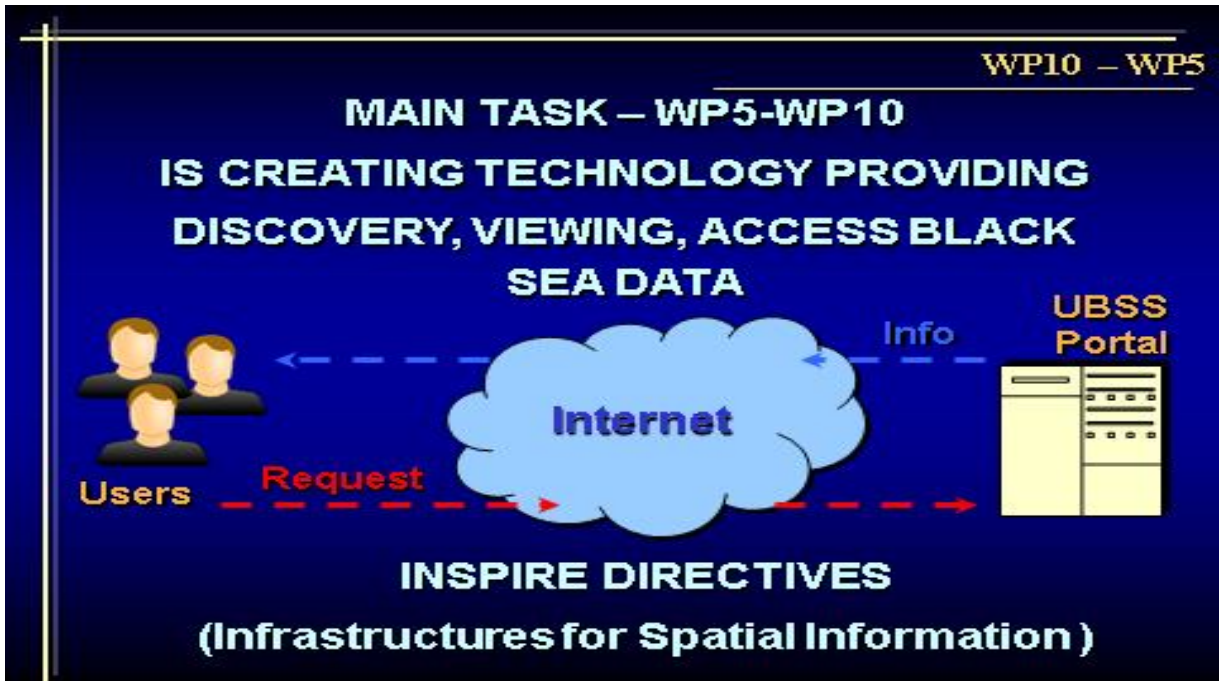 WP10 – WP5
MAIN TASK – WP5-WP10
IS CREATING TECHNOLOGY PROVIDING
DISCOVERY, VIEWING, ACCESS BLACK
SEA DATA
UBSS
Portal
Info
Internet
Request
Users
INSPIRE DIRECTIVES
(Infrastructures for Spatial Information )